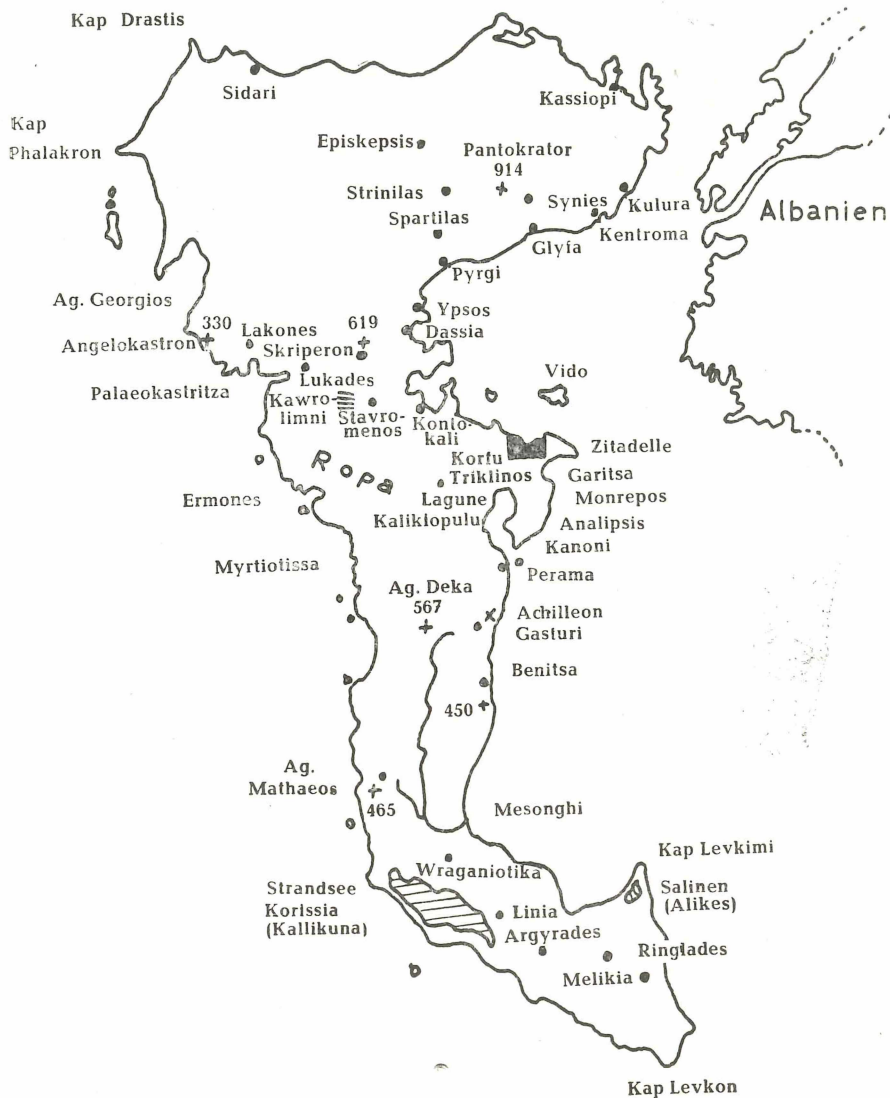 Kap Drastis
Sidari
Kassiopi
Kap
Phalakron
Episkepsis
Pantokrator
914
Strinilas
Synies
Kulura
Albanien
Spartilas
Kentroma
Glyfa
Pyrgi
Ag. Georgios
Ypsos
330
Lakones
619
Dassia
Angelokastron
Skriperon
Palaeokastritza
Lukades
Vido
Kawro-
limni
Stavro-
menos
Konto-
kali
Zitadelle
Korfu
Ropa
Triklinos
Garitsa
Lagune
Kalikiopulu
Monrepos
Ermones
Analipsis
Kanoni
Myrtiotissa
Perama
Ag. Deka
567
Achilleon
Gasturi
Benitsa
450
Ag.
Mathaeos
465
Mesonghi
Kap Levkimi
Wraganiotika
Strandsee
Korissia
(Kallikuna)
Salinen
(Alikes)
Linia
Argyrades
Ringlades
Melikia
Kap Levkon